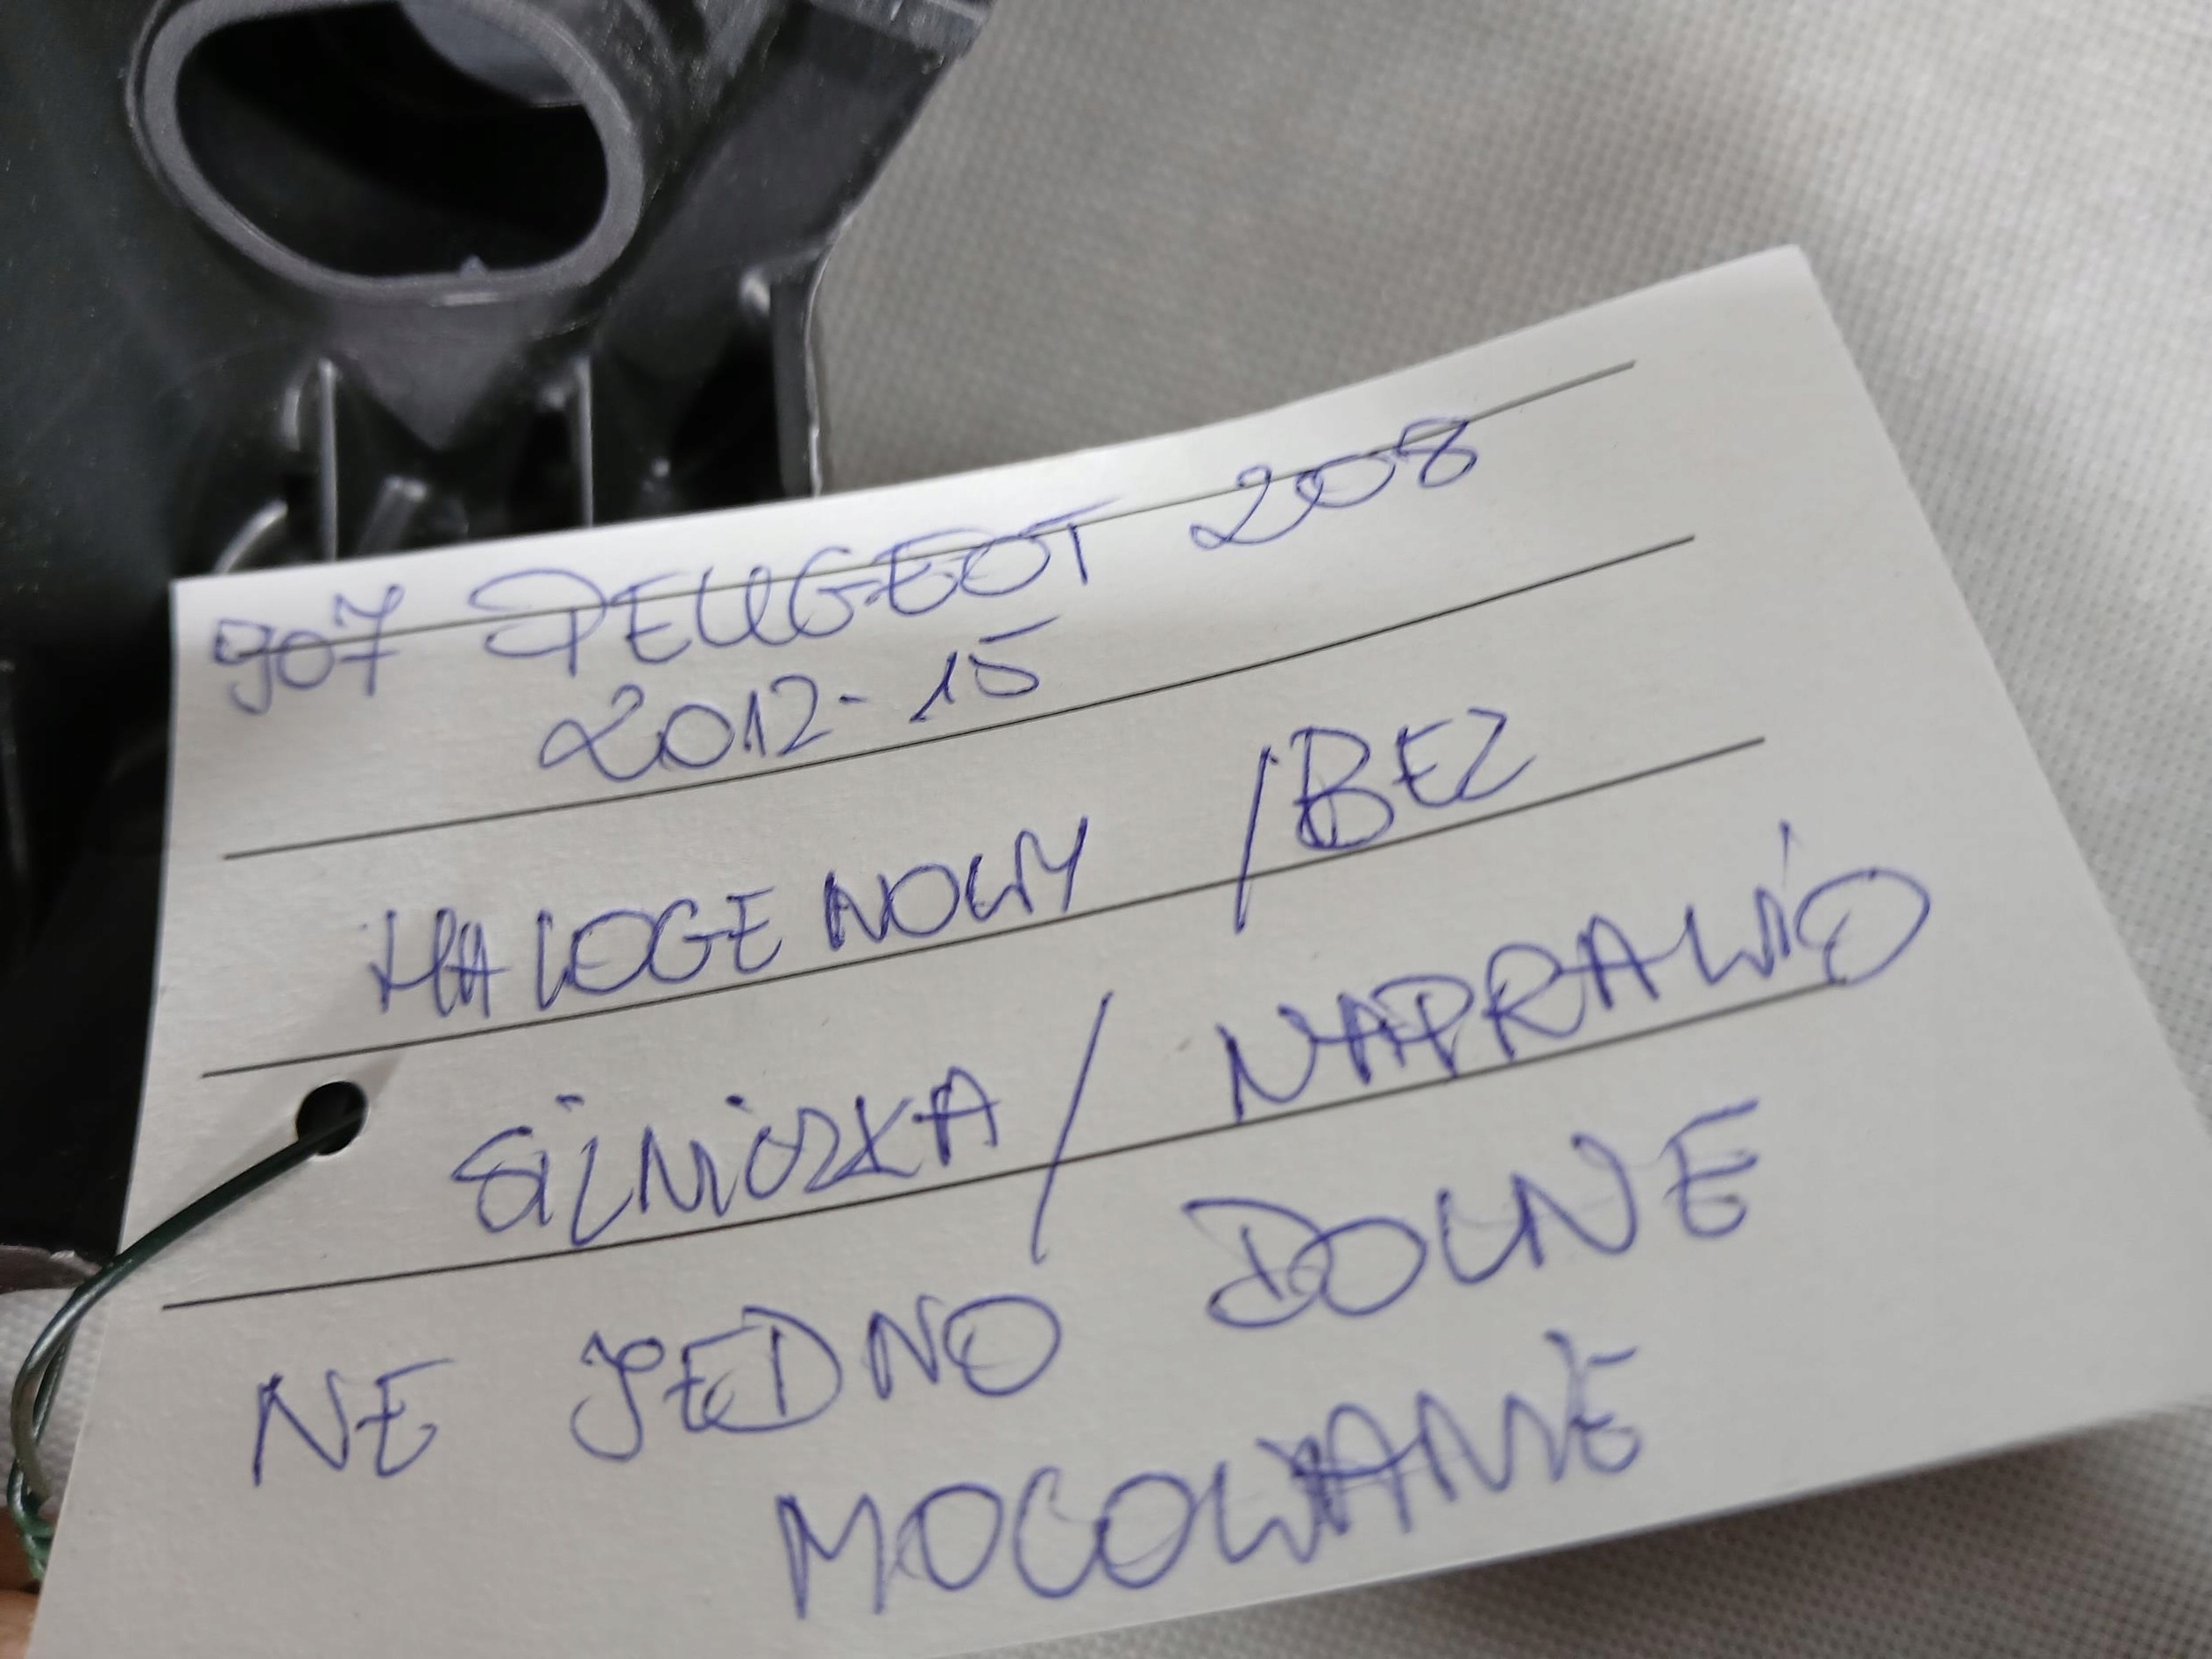 907 PEUGEOT 208
2012-15
HALOGENOWY / BEZ
SILNICZKA / NAPRAWIO
NE JEDNO DOLNE
MOCOWANIE